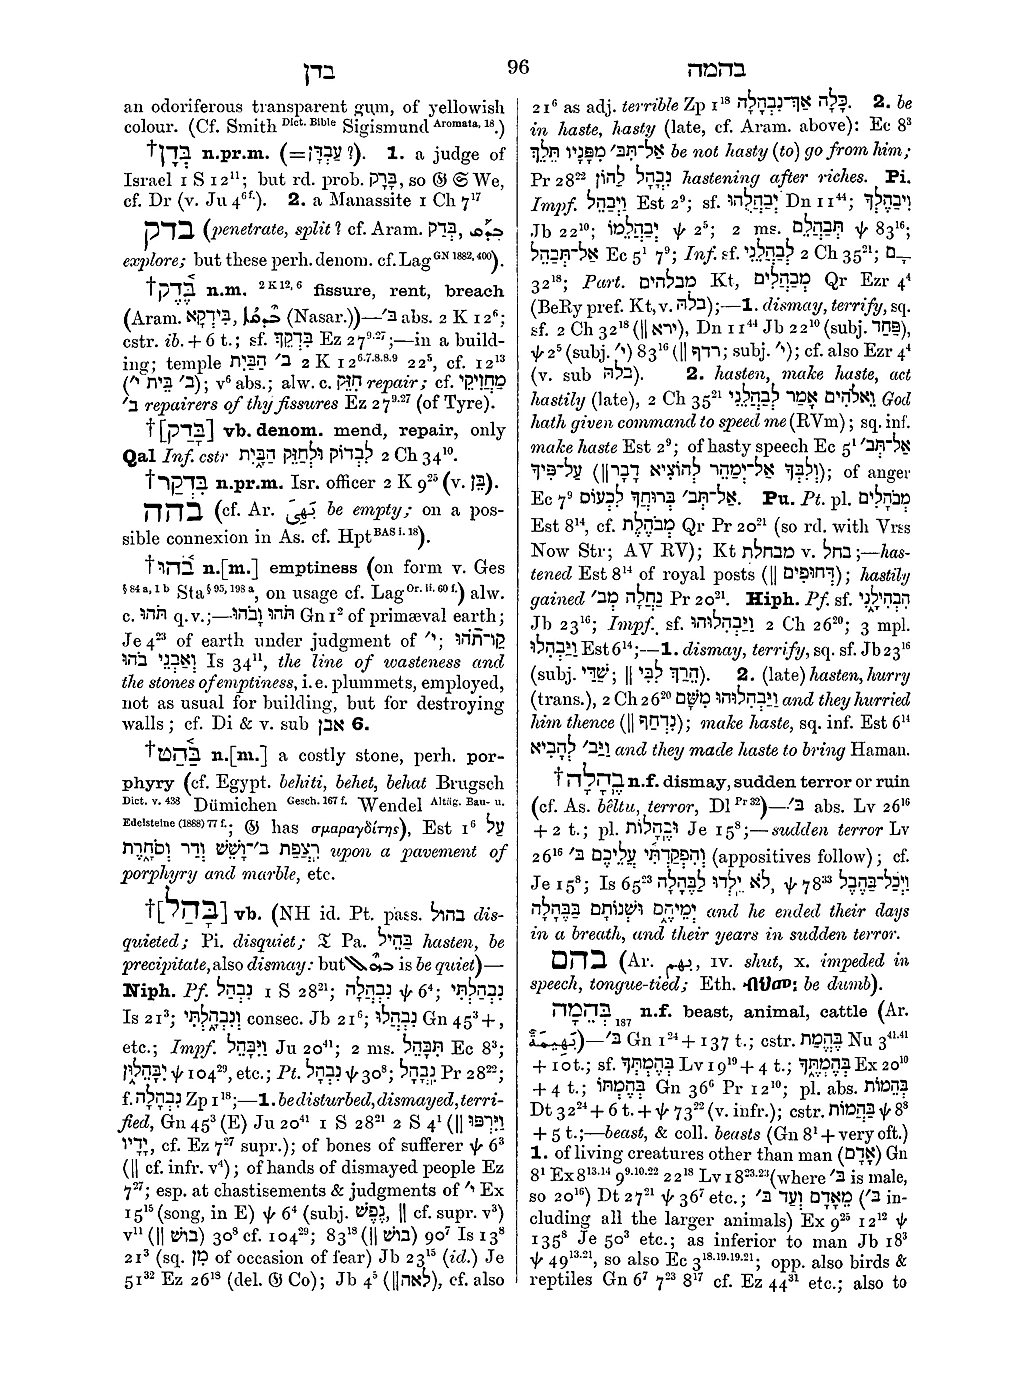 בדן
96
בהמה
an odoriferous transparent gum, of yellowish
colour. (Cf. Smith Dict. Bible Sigismund Aromata, 18.)
†בְּדָן n.pr.m. (= עַבְדָּן?). 1. a judge of
Israel 1 S 12¹¹; but rd. prob. בָּרָק, so 𝔊 𝔖 We,
cf. Dr (v. Ju 4⁶ᶠ·). 2. a Manassite 1 Ch 7¹⁷
בדק (penetrate, split? cf. Aram. בְּדַק,
explore; but these perh. denom. cf. Lag GN 1882, 400).
†בֶּדֶק n.m. 2 K 12, 6 fissure, rent, breach
(Aram. בִּידְקָא, (Nasar.))—ב׳ abs. 2 K 12⁶;
cstr. ib. + 6 t.; sf. בִּדְקֵךְ Ez 27⁹·²⁷;—in a build-
ing; temple ב׳ הַבַּיִת 2 K 12⁶·⁷·⁸·⁹ 22⁵, cf. 12¹³
(ב׳ בֵּית י׳); v⁶ abs.; alw. c. חִזֵּק repair; cf. מַחֲזִיקֵי
ב׳ repairers of thy fissures Ez 27⁹·²⁷ (of Tyre).
†[בָּדַק] vb. denom. mend, repair, only
Qal Inf. cstr לִבְדּוֹק וּלְחַזֵּק הַבַּיִת 2 Ch 34¹⁰.
†בִּדְקַר n.pr.m. Isr. officer 2 K 9²⁵ (v. בֵּן).
בהה (cf. Ar. be empty; on a pos-
sible connexion in As. cf. Hpt BAS i. 18).
†בֹּהוּ n.[m.] emptiness (on form v. Ges
§ 84 a, 1 b Sta § 95, 198 a, on usage cf. Lag Or. ii. 60 f.) alw.
c. תֹּהוּ q.v.;—תֹּהוּ וָבֹהוּ Gn 1² of primæval earth;
Je 4²³ of earth under judgment of י׳; קַו־תֹהוּ
וְאַבְנֵי בֹהוּ Is 34¹¹, the line of wasteness and
the stones of emptiness, i.e. plummets, employed,
not as usual for building, but for destroying
walls; cf. Di & v. sub אבן 6.
†בַּהַט n.[m.] a costly stone, perh. por-
phyry (cf. Egypt. behiti, behet, behat Brugsch
Dict. v. 438 Dümichen Gesch. 167 f. Wendel Altäg. Bau- u.
Edelsteine (1888) 77 f.; 𝔊 has σμαραγδίτης), Est 1⁶ עַל
רִצְפַת ב׳־וָשֵׁשׁ וְדַר וְסֹחָרֶת upon a pavement of
porphyry and marble, etc.
†[בָּהַל] vb. (NH id. Pt. pass. בהול dis-
quieted; Pi. disquiet; 𝔗 Pa. בַּהֵיל hasten, be
precipitate, also dismay: but is be quiet)—
Niph. Pf. נִבְהַל 1 S 28²¹; נִבְהֲלָה ψ 6⁴; נִבְהַלְתִּי
Is 21³; וְנִבְהָלְתִּי consec. Jb 21⁶; נִבְהֲלוּ Gn 45³ +,
etc.; Impf. וַיִּבָּהֵל Ju 20⁴¹; 2 ms. תִּבָּהֵל Ec 8³;
יִבָּהֵלוּן ψ 104²⁹, etc.; Pt. נִבְהָל ψ 30⁸; נִבְהָל Pr 28²²;
f. נִבְהָלָה Zp 1¹⁸;—1. be disturbed, dismayed, terri-
fied, Gn 45³ (E) Ju 20⁴¹ 1 S 28²¹ 2 S 4¹ (‖ וַיִּרְפּוּ
יָדָיו, cf. Ez 7²⁷ supr.); of bones of sufferer ψ 6³
(‖ cf. infr. v⁴); of hands of dismayed people Ez
7²⁷; esp. at chastisements & judgments of י׳ Ex
15¹⁵ (song, in E) ψ 6⁴ (subj. נֶפֶשׁ, ‖ cf. supr. v³)
v¹¹ (‖ בּוֹשׁ) 30⁸ cf. 104²⁹; 83¹⁸ (‖ בּוֹשׁ) 90⁷ Is 13⁸
21³ (sq. מִן of occasion of fear) Jb 23¹⁵ (id.) Je
51³² Ez 26¹⁸ (del. 𝔊 Co); Jb 4⁵ (‖ לאה), cf. also
21⁶ as adj. terrible Zp 1¹⁸ כָּלָה אַךְ־נִבְהָלָה. 2. be
in haste, hasty (late, cf. Aram. above): Ec 8³
אַל־תִּבּ׳ מִפָּנָיו תֵּלֵךְ be not hasty (to) go from him;
Pr 28²² נִבְהָל לַהוֹן hastening after riches. Pi.
Impf. וַיְבַהֵל Est 2⁹; sf. יְבַהֲלֻהוּ Dn 11⁴⁴; וִיבַהֶלְךָ
Jb 22¹⁰; יְבַהֲלֵמוֹ ψ 2⁵; 2 ms. תְּבַהֲלֵם ψ 83¹⁶;
אַל־תְּבַהֵל Ec 5¹ 7⁹; Inf. sf. לְבַהֲלֵנִי 2 Ch 35²¹; ־ָם
32¹⁸; Part. מבלהים Kt, מְבַהֲלִים Qr Ezr 4⁴
(BeRy pref. Kt, v. בלה);—1. dismay, terrify, sq.
sf. 2 Ch 32¹⁸ (‖ ירא), Dn 11⁴⁴ Jb 22¹⁰ (subj. פַּחַד),
ψ 2⁵ (subj. י׳) 83¹⁶ (‖ רדף; subj. י׳); cf. also Ezr 4⁴
(v. sub בלה). 2. hasten, make haste, act
hastily (late), 2 Ch 35²¹ וֵאלֹהִים אָמַר לְבַהֲלֵנִי God
hath given command to speed me (RVm); sq. inf.
make haste Est 2⁹; of hasty speech Ec 5¹ אַל־תְּב׳
עַל־פִּיךָ (‖ וְלִבְּךָ אַל־יְמַהֵר לְהוֹצִיא דָבָר); of anger
Ec 7⁹ אַל־תְּב׳ בְּרוּחֲךָ לִכְעוֹס. Pu. Pt. pl. מְבֹהָלִים
Est 8¹⁴, cf. מְבֹהֶלֶת Qr Pr 20²¹ (so rd. with Vrss
Now Str; AV RV); Kt מבחלת v. בחל;—has-
tened Est 8¹⁴ of royal posts (‖ דְּחוּפִים); hastily
gained נַחֲלָה מְב׳ Pr 20²¹. Hiph. Pf. sf. הִבְהִילָנִי
Jb 23¹⁶; Impf. sf. וַיַּבְהִלוּהוּ 2 Ch 26²⁰; 3 mpl.
וַיַּבְהִלוּ Est 6¹⁴;—1. dismay, terrify, sq. sf. Jb 23¹⁶
(subj. שַׁדַּי; ‖ הֵרַךְ לִבִּי). 2. (late) hasten, hurry
(trans.), 2 Ch 26²⁰ וַיַּבְהִלוּהוּ מִשָּׁם and they hurried
him thence (‖ נִדְחַף); make haste, sq. inf. Est 6¹⁴
וַיַּב׳ לְהָבִיא and they made haste to bring Haman.
†בֶּהָלָה n.f. dismay, sudden terror or ruin
(cf. As. bêltu, terror, Dl Pr 32)—ב׳ abs. Lv 26¹⁶
+ 2 t.; pl. בֶּהָלוֹת Je 15⁸;—sudden terror Lv
26¹⁶ וְהִפְקַדְתִּי עֲלֵיכֶם ב׳ (appositives follow); cf.
Je 15⁸; Is 65²³ לֹא יֵלְדוּ לַבֶּהָלָה, ψ 78³³ וַיְכַל־בַּהֶבֶל
יְמֵיהֶם וּשְׁנוֹתָם בַּבֶּהָלָה and he ended their days
in a breath, and their years in sudden terror.
בהם (Ar. , IV. shut, X. impeded in
speech, tongue-tied; Eth. be dumb).
בְּהֵמָה 187 n.f. beast, animal, cattle (Ar.
)—ב׳ Gn 1²⁴ + 137 t.; cstr. בֶּהֱמַת Nu 3⁴¹·⁴¹
+ 10 t.; sf. בְּהֶמְתְּךָ Lv 19¹⁹ + 4 t.; בְּהֶמְתֶּךָ Ex 20¹⁰
+ 4 t.; בְּהֶמְתּוֹ Gn 36⁶ Pr 12¹⁰; pl. abs. בְּהֵמוֹת
Dt 32²⁴ + 6 t. + ψ 73²² (v. infr.); cstr. בַּהֲמוֹת ψ 8⁸
+ 5 t.;—beast, & coll. beasts (Gn 8¹ + very oft.)
1. of living creatures other than man (אָדָם) Gn
8¹ Ex 8¹³·¹⁴ 9⁹·¹⁰·²² 22¹⁸ Lv 18²³·²³ (where ב׳ is male,
so 20¹⁶) Dt 27²¹ ψ 36⁷ etc.; מֵאָדָם וְעַד ב׳ (ב׳ in-
cluding all the larger animals) Ex 9²⁵ 12¹² ψ
135⁸ Je 50³ etc.; as inferior to man Jb 18³
ψ 49¹³·²¹, so also Ec 3¹⁸·¹⁹·¹⁹·²¹; opp. also birds &
reptiles Gn 6⁷ 7²³ 8¹⁷ cf. Ez 44³¹ etc.; also to